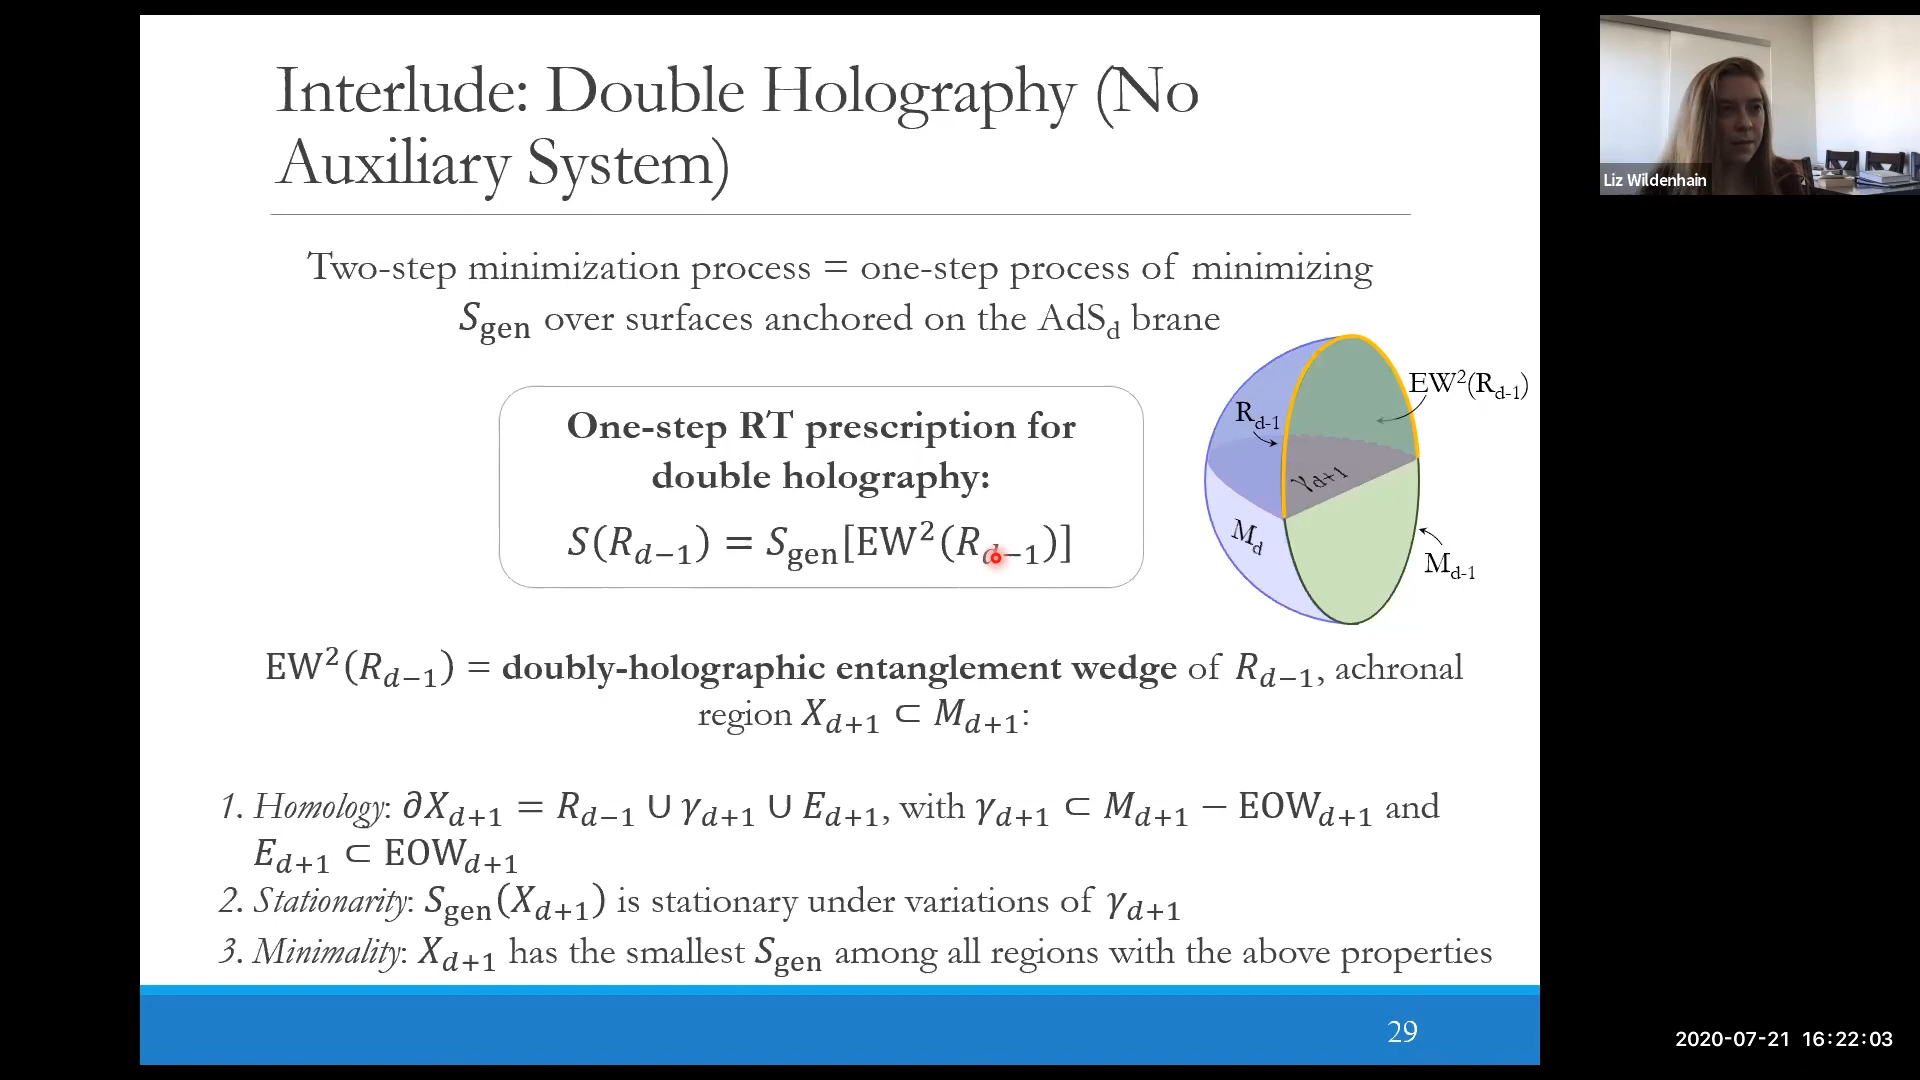 Interlude: Double Holography (No
Auxiliary System)
Two-step minimization process = one-step process of minimizing
S_gen over surfaces anchored on the AdS_d brane
One-step RT prescription for
double holography:
S(R_{d−1}) = S_gen[EW²(R_{d−1})]
EW²(R_{d-1})
R_{d-1}
γ_{d+1}
M_d
M_{d-1}
EW²(R_{d−1}) = doubly-holographic entanglement wedge of R_{d−1}, achronal
region X_{d+1} ⊂ M_{d+1}:
1. Homology: ∂X_{d+1} = R_{d−1} ∪ γ_{d+1} ∪ E_{d+1}, with γ_{d+1} ⊂ M_{d+1} − EOW_{d+1} and
E_{d+1} ⊂ EOW_{d+1}
2. Stationarity: S_gen(X_{d+1}) is stationary under variations of γ_{d+1}
3. Minimality: X_{d+1} has the smallest S_gen among all regions with the above properties
29
Liz Wildenhain
2020-07-21 16:22:03